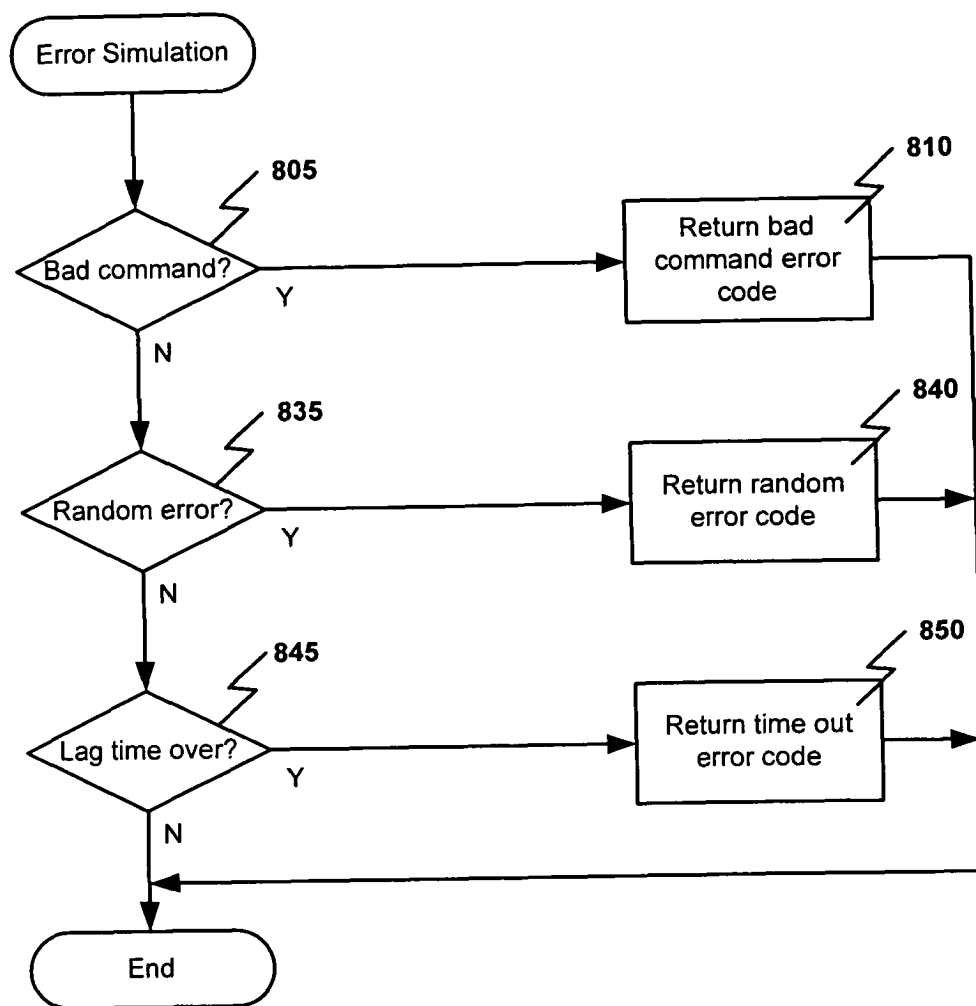 Error Simulation
805
Bad command?
Y
N
810
Return bad
command error
code
835
Random error?
Y
N
840
Return random
error code
845
Lag time over?
Y
N
850
Return time out
error code
End